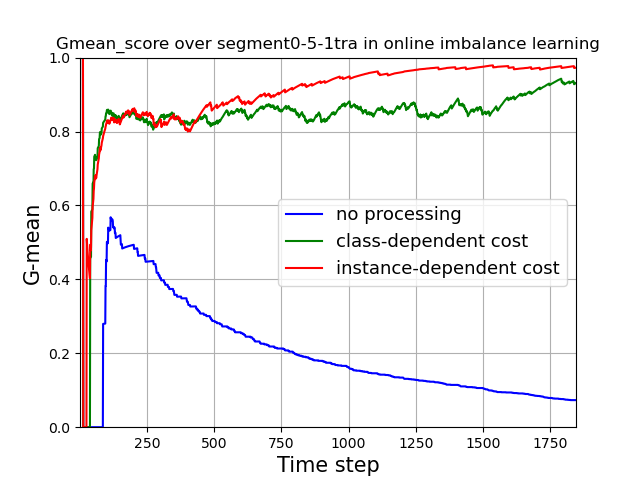 Gmean_score over segment0-5-1tra in online imbalance learning
G-mean
1.0
0.8
0.6
0.4
0.2
0.0
no processing
class-dependent cost
instance-dependent cost
250 500 750 1000 1250 1500 1750
Time step